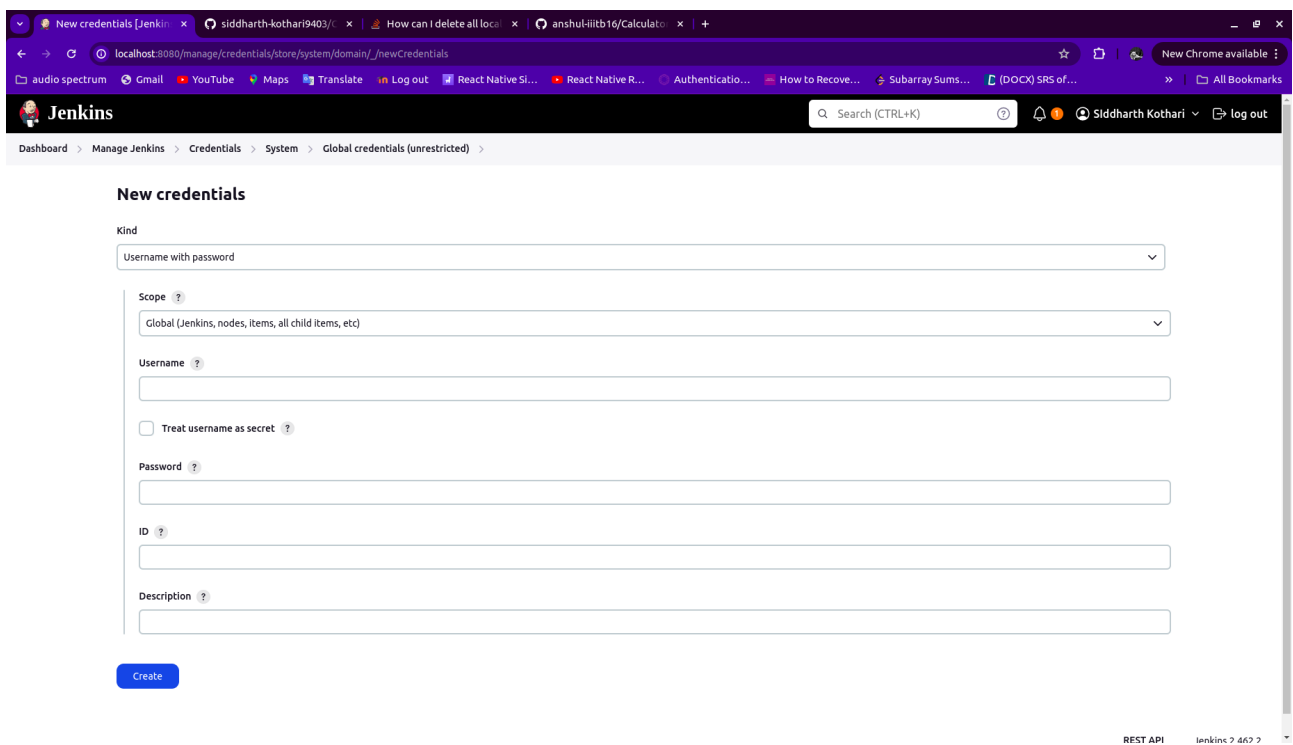 New credentials [Jenkin
siddharth-kothari9403/C
How can I delete all loca
anshul-iiitb16/Calculato
localhost:8080/manage/credentials/store/system/domain/_/newCredentials
New Chrome available
audio spectrum Gmail YouTube Maps Translate Log out React Native Si... React Native R... Authenticatio... How to Recove... Subarray Sums... (DOCX) SRS of... » All Bookmarks
Jenkins
Search (CTRL+K) ?
1
SIddharth Kothari
log out
Dashboard > Manage Jenkins > Credentials > System > Global credentials (unrestricted) >
New credentials
Kind
Username with password
Scope ?
Global (Jenkins, nodes, items, all child items, etc)
Username ?
Treat username as secret ?
Password ?
ID ?
Description ?
Create
REST API Jenkins 2.462.2